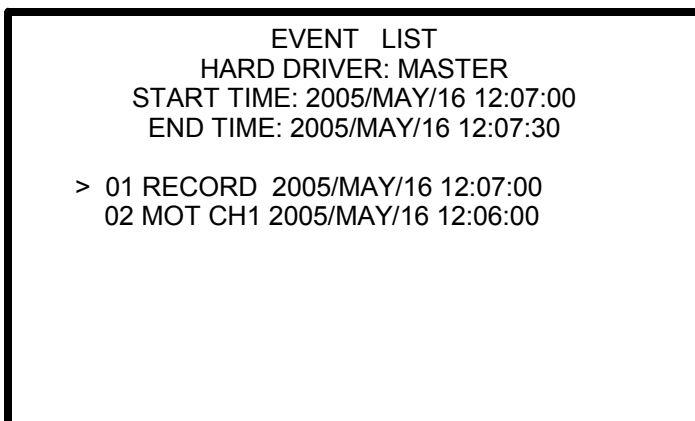 EVENT LIST
HARD DRIVER: MASTER
START TIME: 2005/MAY/16 12:07:00
END TIME: 2005/MAY/16 12:07:30
> 01 RECORD 2005/MAY/16 12:07:00
02 MOT CH1 2005/MAY/16 12:06:00